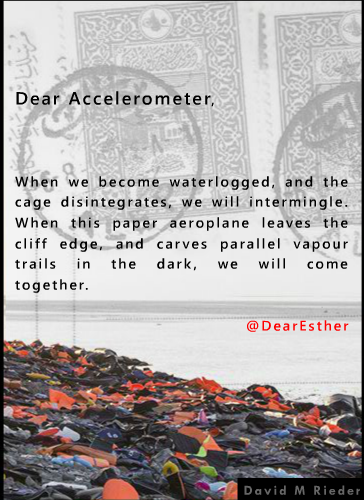 Dear Accelerometer,
When we become waterlogged, and the
cage disintegrates, we will intermingle.
When this paper aeroplane leaves the
cliff edge, and carves parallel vapour
trails in the dark, we will come
together.
@DearEsther
David M Rieder